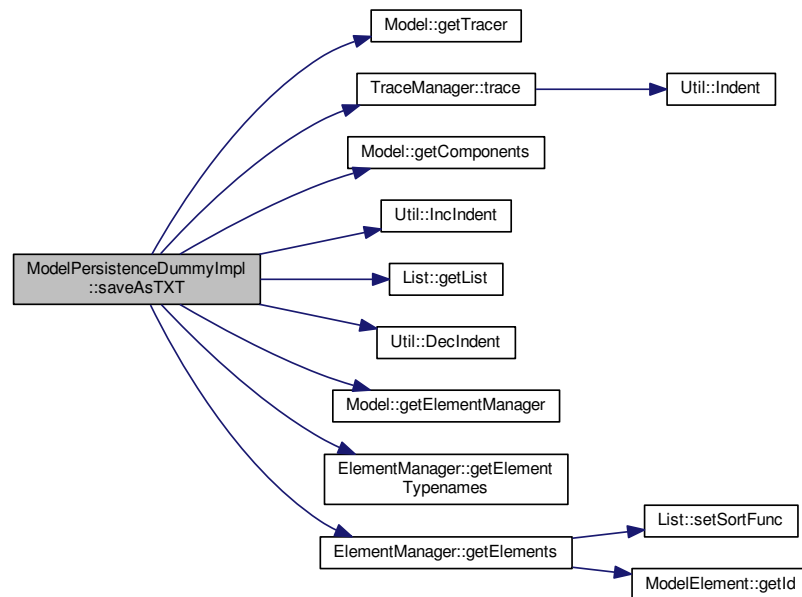 Model::getTracer
TraceManager::trace
Util::Indent
Model::getComponents
Util::IncIndent
ModelPersistenceDummyImpl
::saveAsTXT
List::getList
Util::DecIndent
Model::getElementManager
ElementManager::getElement
Typenames
List::setSortFunc
ElementManager::getElements
ModelElement::getId